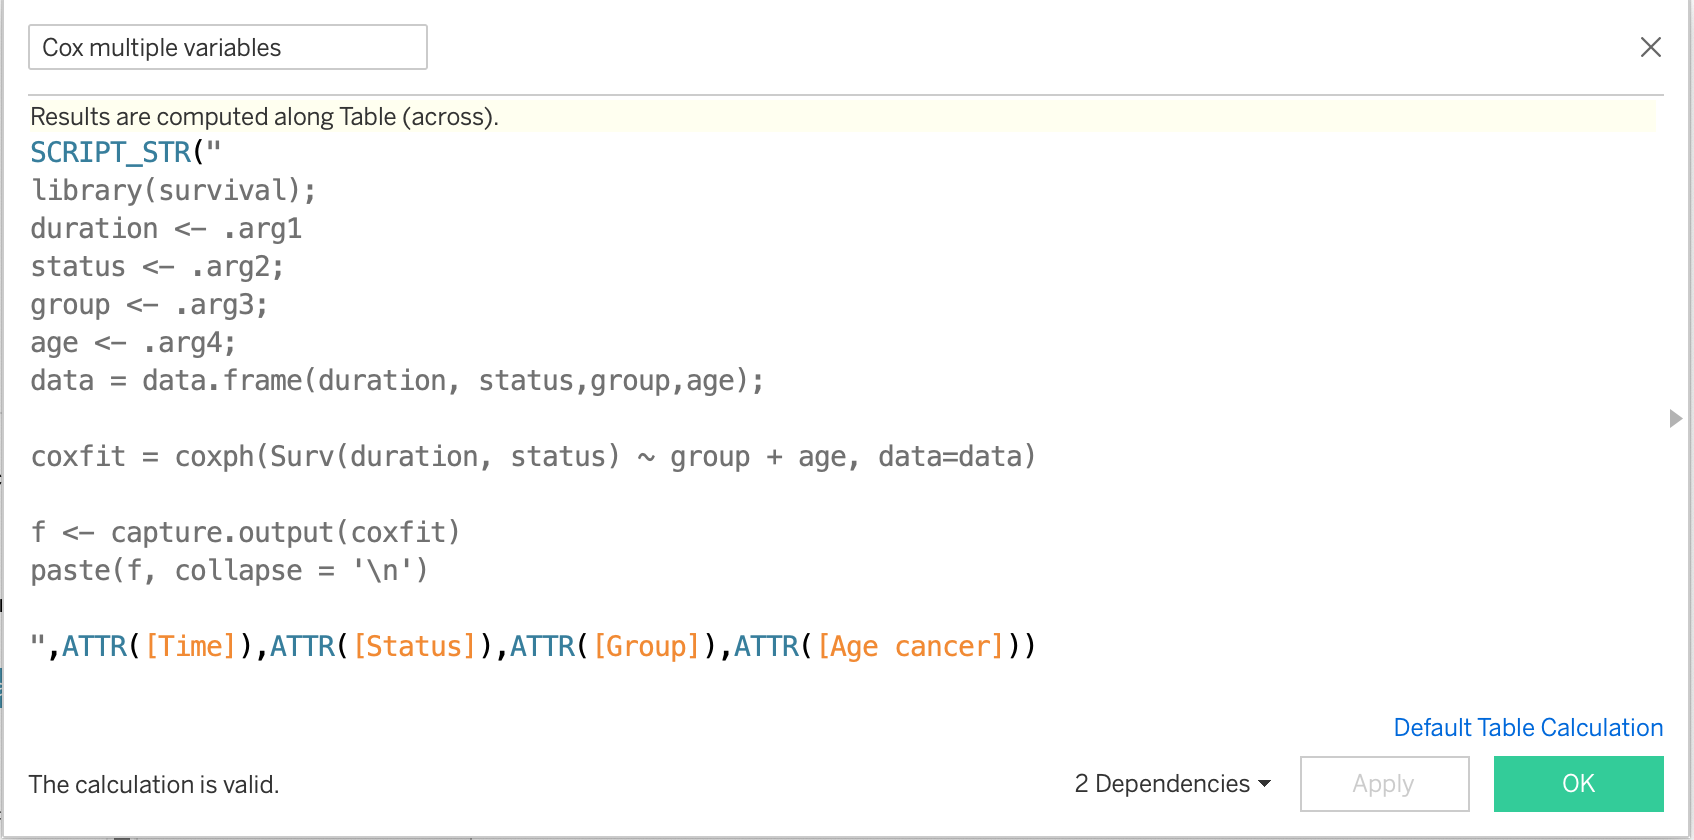 Cox multiple variables
Results are computed along Table (across).
SCRIPT_STR("
library(survival);
duration <- .arg1
status <- .arg2;
group <- .arg3;
age <- .arg4;
data = data.frame(duration, status,group,age);
coxfit = coxph(Surv(duration, status) ~ group + age, data=data)
f <- capture.output(coxfit)
paste(f, collapse = '\n')
",ATTR([Time]),ATTR([Status]),ATTR([Group]),ATTR([Age cancer]))
Default Table Calculation
The calculation is valid.
2 Dependencies
Apply
OK